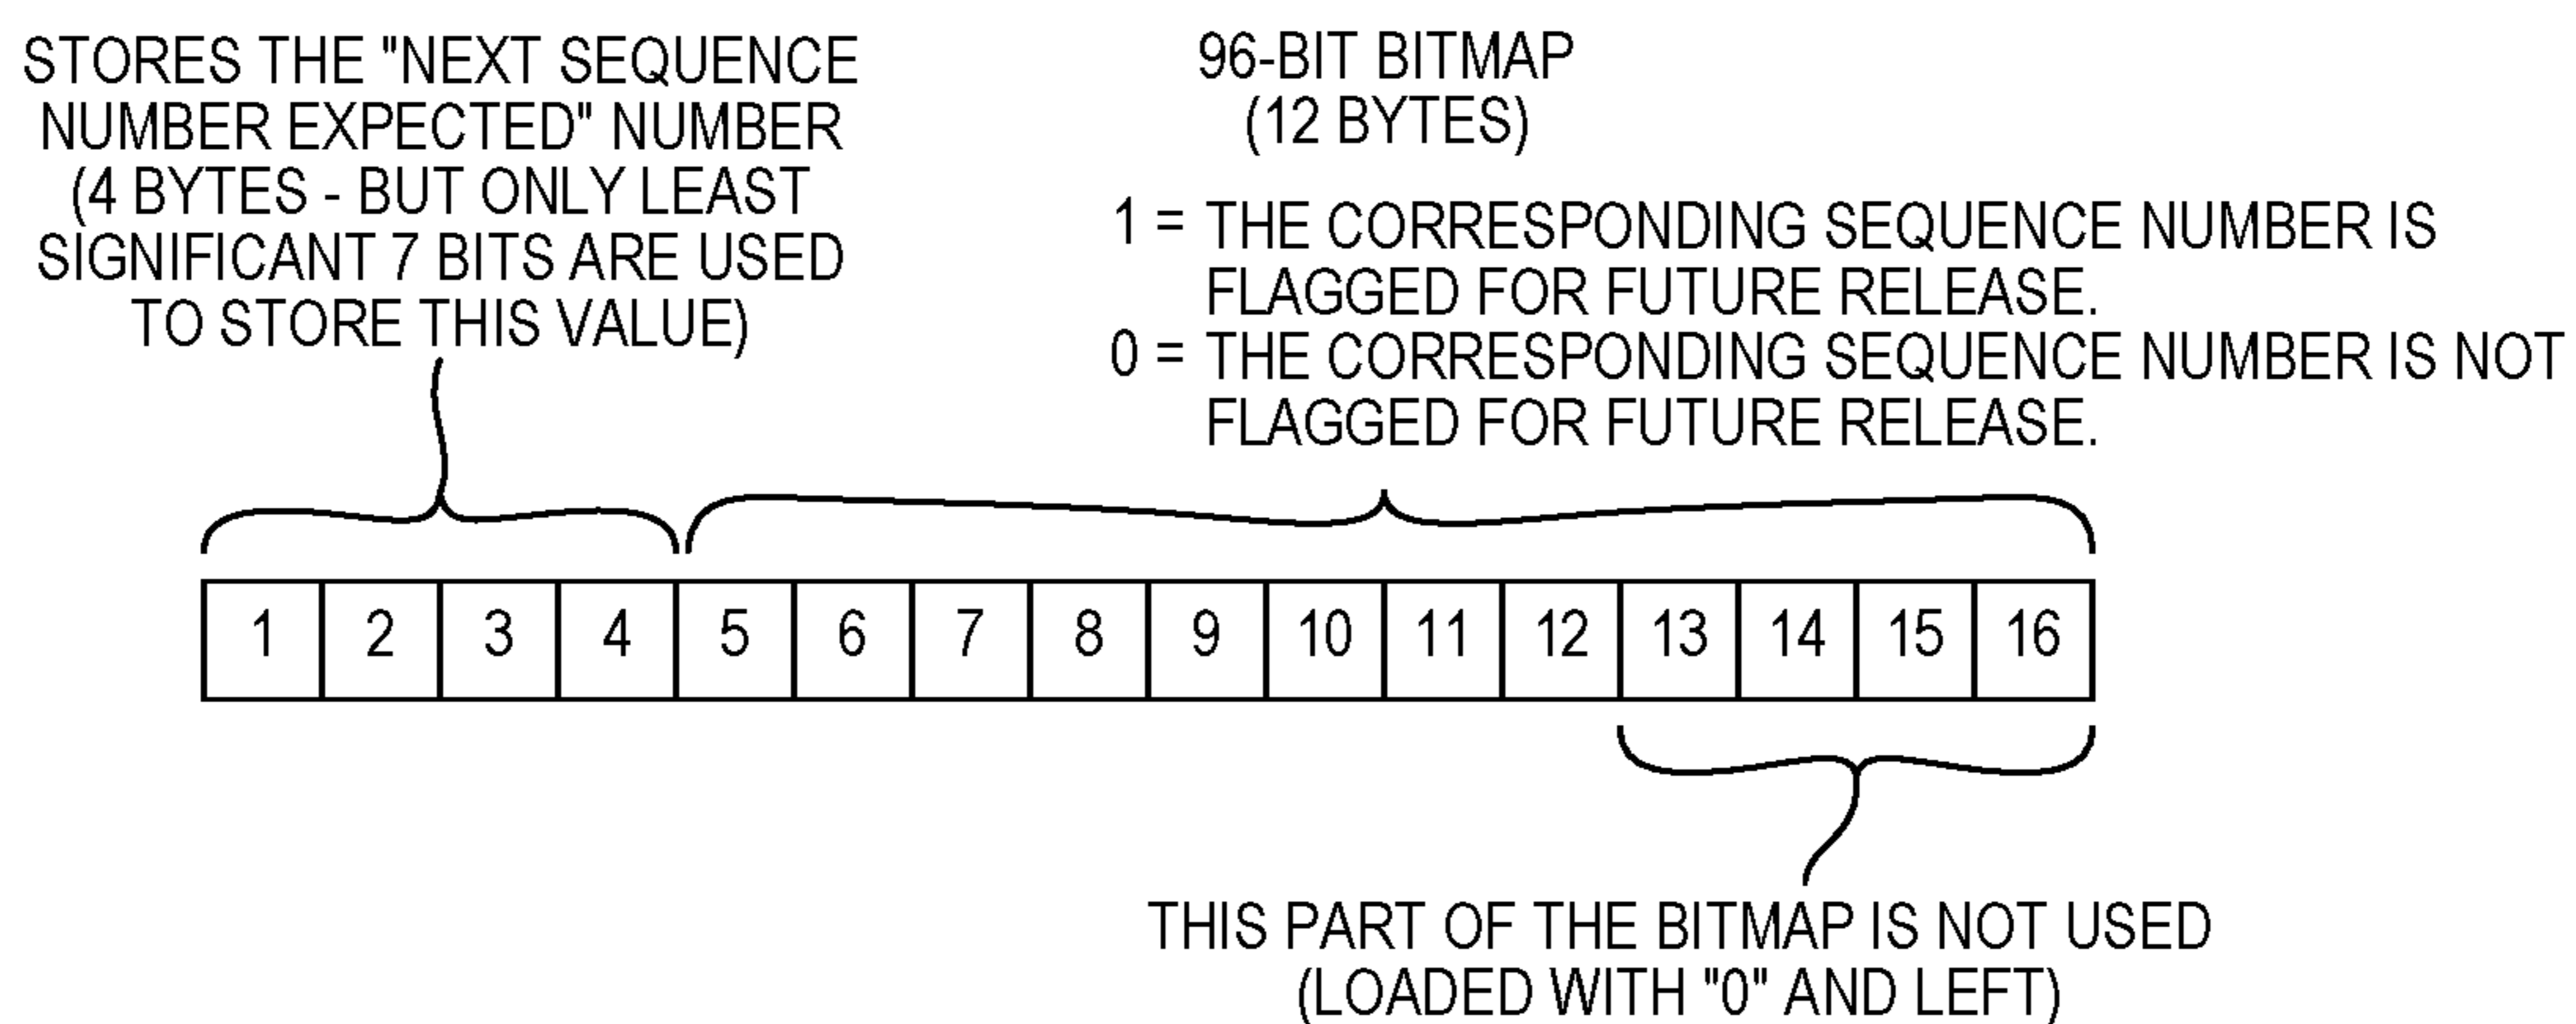 STORES THE "NEXT SEQUENCE
NUMBER EXPECTED" NUMBER
(4 BYTES - BUT ONLY LEAST
SIGNIFICANT 7 BITS ARE USED
TO STORE THIS VALUE)
96-BIT BITMAP
(12 BYTES)
1 = THE CORRESPONDING SEQUENCE NUMBER IS
FLAGGED FOR FUTURE RELEASE.
0 = THE CORRESPONDING SEQUENCE NUMBER IS NOT
FLAGGED FOR FUTURE RELEASE.
1 2 3 4 5 6 7 8 9 10 11 12 13 14 15 16
THIS PART OF THE BITMAP IS NOT USED
(LOADED WITH "0" AND LEFT)